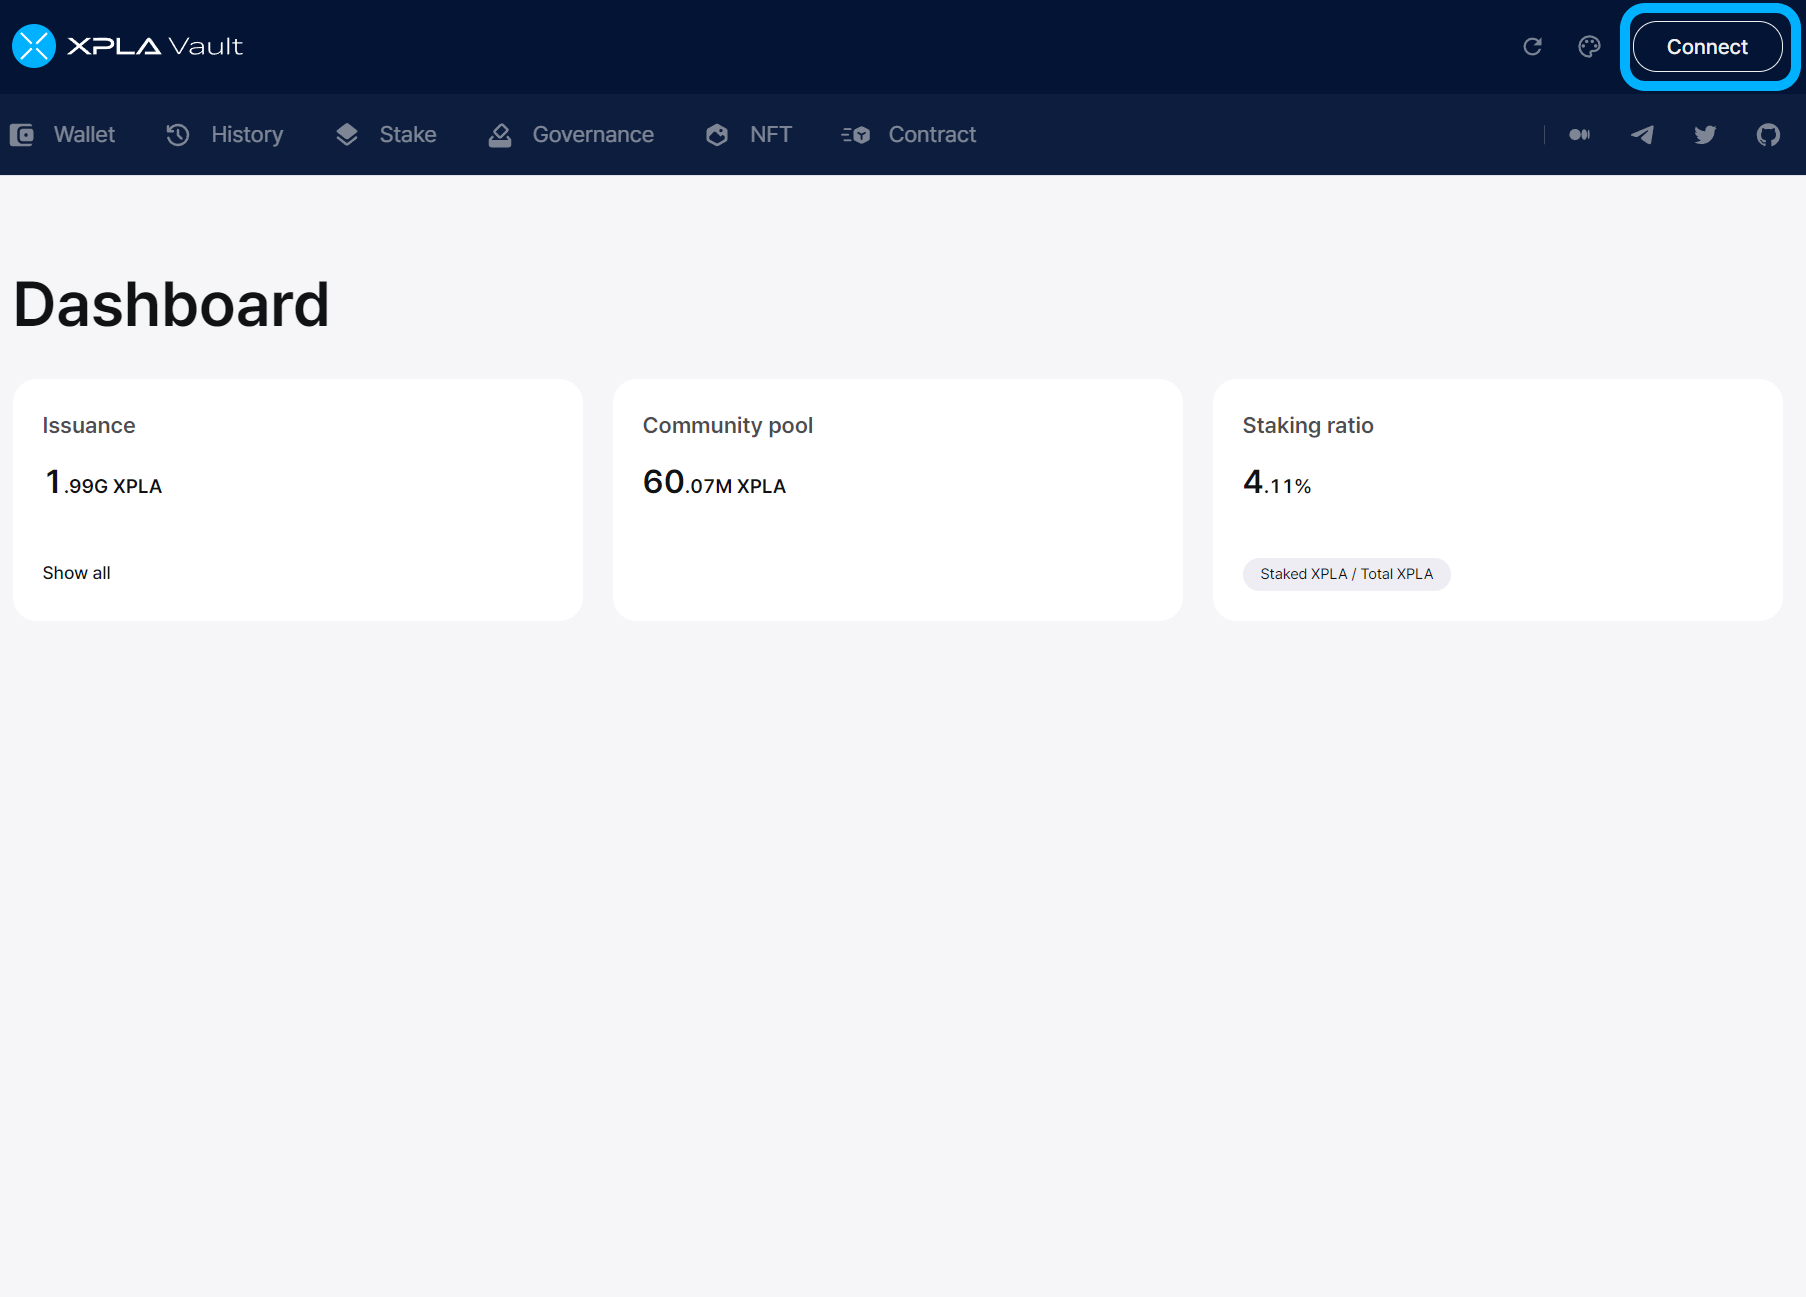 XPLA Vault
Connect
Wallet History Stake Governance NFT Contract
Dashboard
Issuance
1.99G XPLA
Show all
Community pool
60.07M XPLA
Staking ratio
4.11%
Staked XPLA / Total XPLA